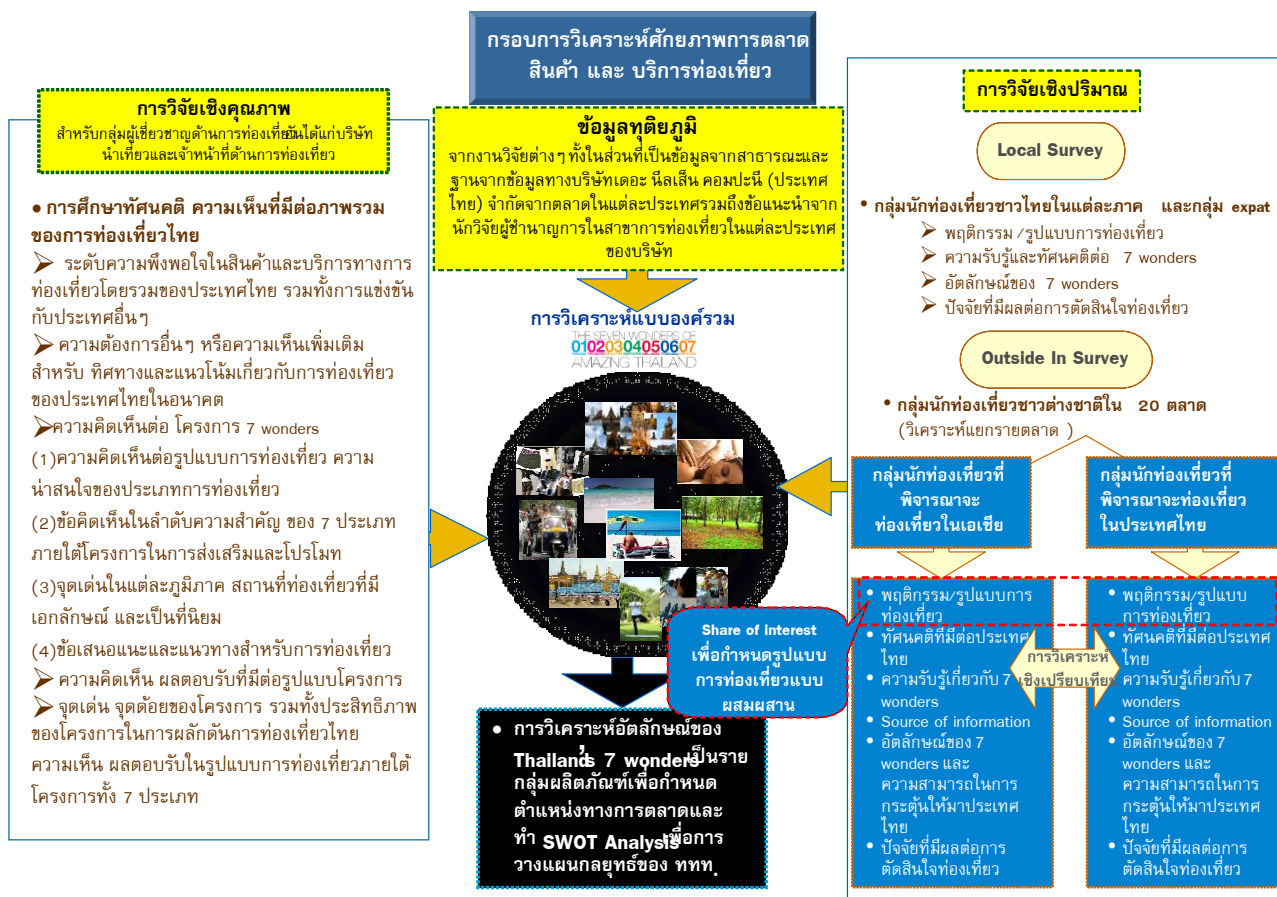 กรอบการวิเคราะห์ศักยภาพการตลาด
สินค้า และ บริการท่องเที่ยว
การวิจัยเชิงคุณภาพ
สำหรับกลุ่มผู้เชี่ยวชาญด้านการท่องเที่ยวอันได้แก่บริษัท
นำเที่ยวและเจ้าหน้าที่ด้านการท่องเที่ยว
● การศึกษาทัศนคติ ความเห็นที่มีต่อภาพรวม
ของการท่องเที่ยวไทย
➢ ระดับความพึงพอใจในสินค้าและบริการทางการ
ท่องเที่ยวโดยรวมของประเทศไทย รวมทั้งการแข่งขัน
กับประเทศอื่นๆ
➢ ความต้องการอื่นๆ หรือความเห็นเพิ่มเติม
สำหรับ ทิศทางและแนวโน้มเกี่ยวกับการท่องเที่ยว
ของประเทศไทยในอนาคต
➢ความคิดเห็นต่อ โครงการ 7 wonders
(1)ความคิดเห็นต่อรูปแบบการท่องเที่ยว ความ
น่าสนใจของประเภทการท่องเที่ยว
(2)ข้อคิดเห็นในลำดับความสำคัญ ของ 7 ประเภท
ภายใต้โครงการในการส่งเสริมและโปรโมท
(3)จุดเด่นในแต่ละภูมิภาค สถานที่ท่องเที่ยวที่มี
เอกลักษณ์ และเป็นที่นิยม
(4)ข้อเสนอแนะและแนวทางสำหรับการท่องเที่ยว
➢ ความคิดเห็น ผลตอบรับที่มีต่อรูปแบบโครงการ
➢ จุดเด่น จุดด้อยของโครงการ รวมทั้งประสิทธิภาพ
ของโครงการในการผลักดันการท่องเที่ยวไทย
ความเห็น ผลตอบรับในรูปแบบการท่องเที่ยวภายใต้
โครงการทั้ง 7 ประเภท
ข้อมูลทุติยภูมิ
จากงานวิจัยต่างๆ ทั้งในส่วนที่เป็นข้อมูลจากสาธารณะและ
ฐานจากข้อมูลทางบริษัทเดอะ นีลเส็น คอมปะนี (ประเทศ
ไทย) จำกัดจากตลาดในแต่ละประเทศรวมถึงข้อแนะนำจาก
นักวิจัยผู้ชำนาญการในสาขาการท่องเที่ยวในแต่ละประเทศ
ของบริษัท
การวิเคราะห์แบบองค์รวม
THE SEVEN WONDERS OF
01020304050607
AMAZING THAILAND
Share of interest
เพื่อกำหนดรูปแบบ
การท่องเที่ยวแบบ
ผสมผสาน
● การวิเคราะห์อัตลักษณ์ของ
Thailand's 7 wonders เป็นราย
กลุ่มผลิตภัณฑ์เพื่อกำหนด
ตำแหน่งทางการตลาดและ
ทำ SWOT Analysis เพื่อการ
วางแผนกลยุทธ์ของ ททท.
การวิจัยเชิงปริมาณ
Local Survey
• กลุ่มนักท่องเที่ยวชาวไทยในแต่ละภาค และกลุ่ม expat
➢ พฤติกรรม /รูปแบบการท่องเที่ยว
➢ ความรับรู้และทัศนคติต่อ 7 wonders
➢ อัตลักษณ์ของ 7 wonders
➢ ปัจจัยที่มีผลต่อการตัดสินใจท่องเที่ยว
Outside In Survey
• กลุ่มนักท่องเที่ยวชาวต่างชาติใน 20 ตลาด
(วิเคราะห์แยกรายตลาด )
กลุ่มนักท่องเที่ยวที่
พิจารณาจะ
ท่องเที่ยวในเอเชีย
กลุ่มนักท่องเที่ยวที่
พิจารณาจะท่องเที่ยว
ในประเทศไทย
• พฤติกรรม/รูปแบบการ
ท่องเที่ยว
• ทัศนคติที่มีต่อประเทศ
ไทย
• ความรับรู้เกี่ยวกับ 7
wonders
• Source of information
• อัตลักษณ์ของ 7
wonders และ
ความสามารถในการ
กระตุ้นให้มาประเทศ
ไทย
• ปัจจัยที่มีผลต่อการ
ตัดสินใจท่องเที่ยว
การวิเคราะห์
เชิงเปรียบเทียบ
• พฤติกรรม/รูปแบบ
การท่องเที่ยว
• ทัศนคติที่มีต่อประเทศ
ไทย
• ความรับรู้เกี่ยวกับ 7
wonders
• Source of information
• อัตลักษณ์ของ 7
wonders และ
ความสามารถในการ
กระตุ้นให้มาประเทศ
ไทย
• ปัจจัยที่มีผลต่อการ
ตัดสินใจท่องเที่ยว